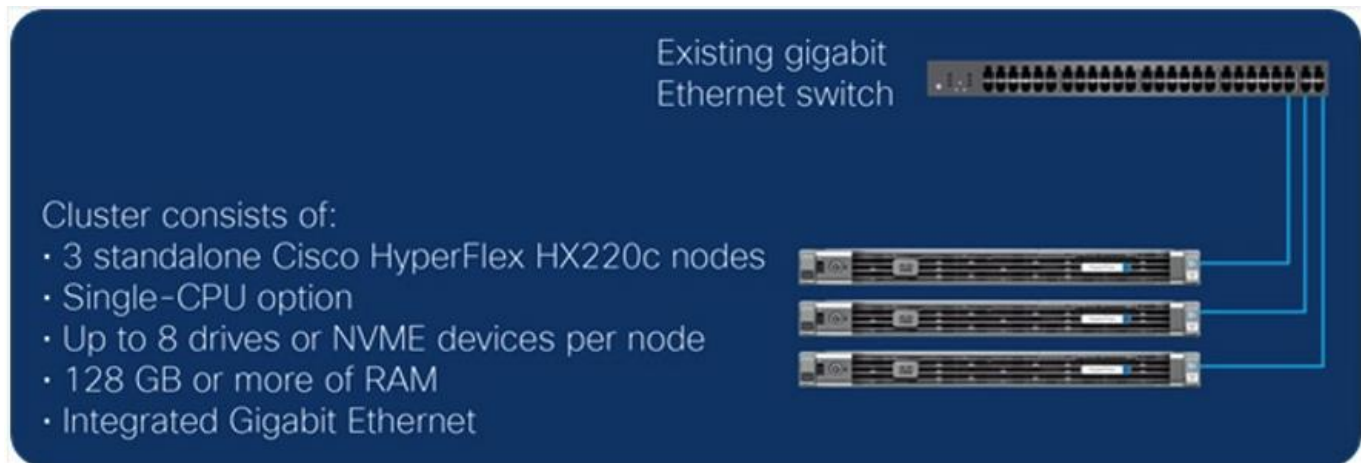 Existing gigabit
Ethernet switch
Cluster consists of:
· 3 standalone Cisco HyperFlex HX220c nodes
· Single-CPU option
· Up to 8 drives or NVME devices per node
· 128 GB or more of RAM
· Integrated Gigabit Ethernet